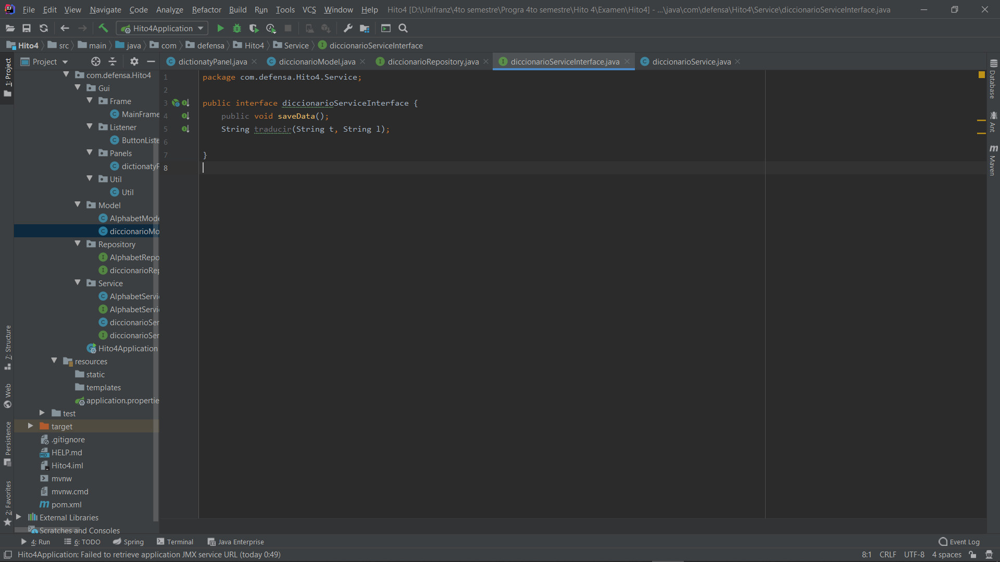 File Edit View Navigate Code Analyze Refactor Build Run Tools VCS Window Help Hito4 [D:\Unifranz\4to semestre\Progra 4to semestre\Hito 4\Examen\Hito4] - ...\java\com\defensa\Hito4\Service\diccionarioServiceInterface.java
Hito4Application
Hito4 src main java com defensa Hito4 Service diccionarioServiceInterface
Project
dictionatyPanel.java diccionarioModel.java diccionarioRepository.java diccionarioServiceInterface.java diccionarioService.java
1: Project
7: Structure
Web
Persistence
2: Favorites
com.defensa.Hito4
Gui
Frame
MainFrame
Listener
ButtonListe
Panels
dictionatyP
Util
Util
Model
AlphabetMode
diccionarioMo
Repository
AlphabetRepo
diccionarioRep
Service
AlphabetServi
AlphabetServi
diccionarioSer
diccionarioSer
Hito4Application
resources
static
templates
application.propertie
test
target
.gitignore
HELP.md
Hito4.iml
mvnw
mvnw.cmd
pom.xml
External Libraries
Scratches and Consoles
1 package com.defensa.Hito4.Service;
2
3 public interface diccionarioServiceInterface {
4 public void saveData();
5 String traducir(String t, String l);
6
7 }
8
Database
Ant
Maven
4: Run 6: TODO Spring Terminal Java Enterprise Event Log
Hito4Application: Failed to retrieve application JMX service URL (today 0:49) 8:1 CRLF UTF-8 4 spaces